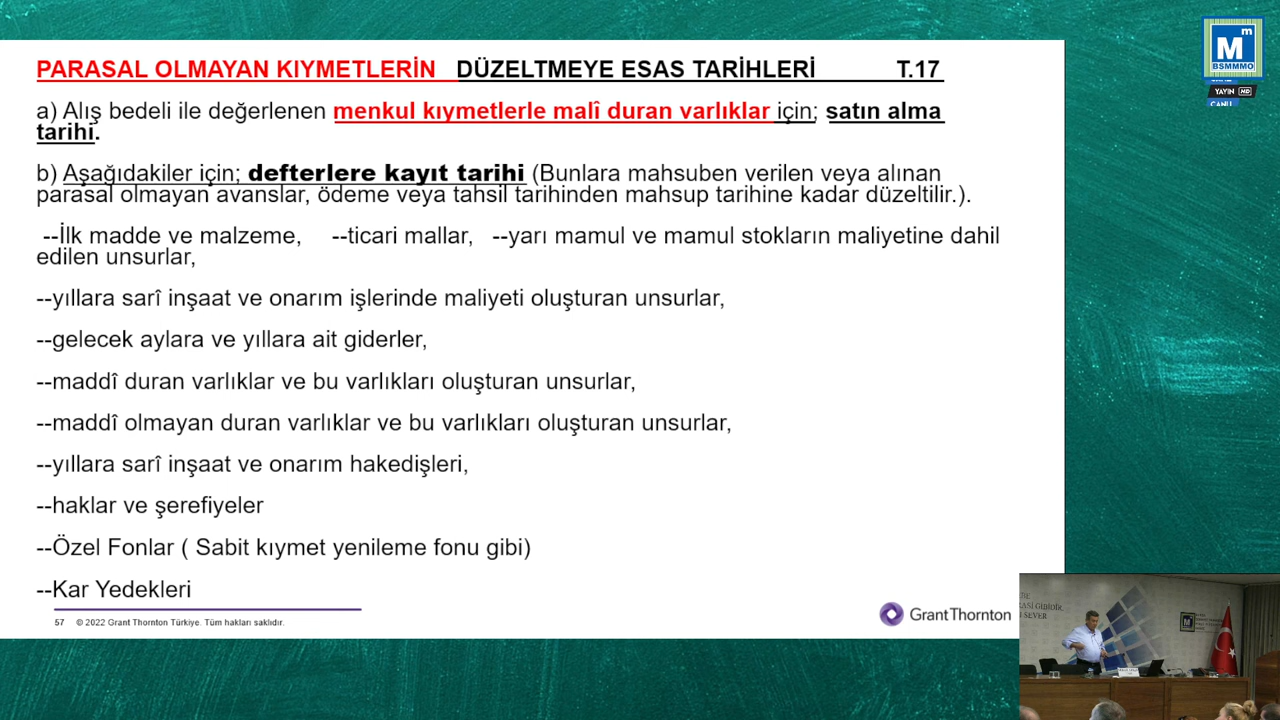 PARASAL OLMAYAN KIYMETLERİN DÜZELTMEYE ESAS TARİHLERİ T.17
a) Alış bedeli ile değerlenen menkul kıymetlerle malî duran varlıklar için; satın alma
tarihi.
b) Aşağıdakiler için; defterlere kayıt tarihi (Bunlara mahsuben verilen veya alınan
parasal olmayan avanslar, ödeme veya tahsil tarihinden mahsup tarihine kadar düzeltilir.).
--İlk madde ve malzeme, --ticari mallar, --yarı mamul ve mamul stokların maliyetine dahil
edilen unsurlar,
--yıllara sarî inşaat ve onarım işlerinde maliyeti oluşturan unsurlar,
--gelecek aylara ve yıllara ait giderler,
--maddî duran varlıklar ve bu varlıkları oluşturan unsurlar,
--maddî olmayan duran varlıklar ve bu varlıkları oluşturan unsurlar,
--yıllara sarî inşaat ve onarım hakedişleri,
--haklar ve şerefiyeler
--Özel Fonlar ( Sabit kıymet yenileme fonu gibi)
--Kar Yedekleri
57 © 2022 Grant Thornton Türkiye. Tüm hakları saklıdır.
GrantThornton
Mm
BSMMMO
YAYIN HD
CANLI
SEVER